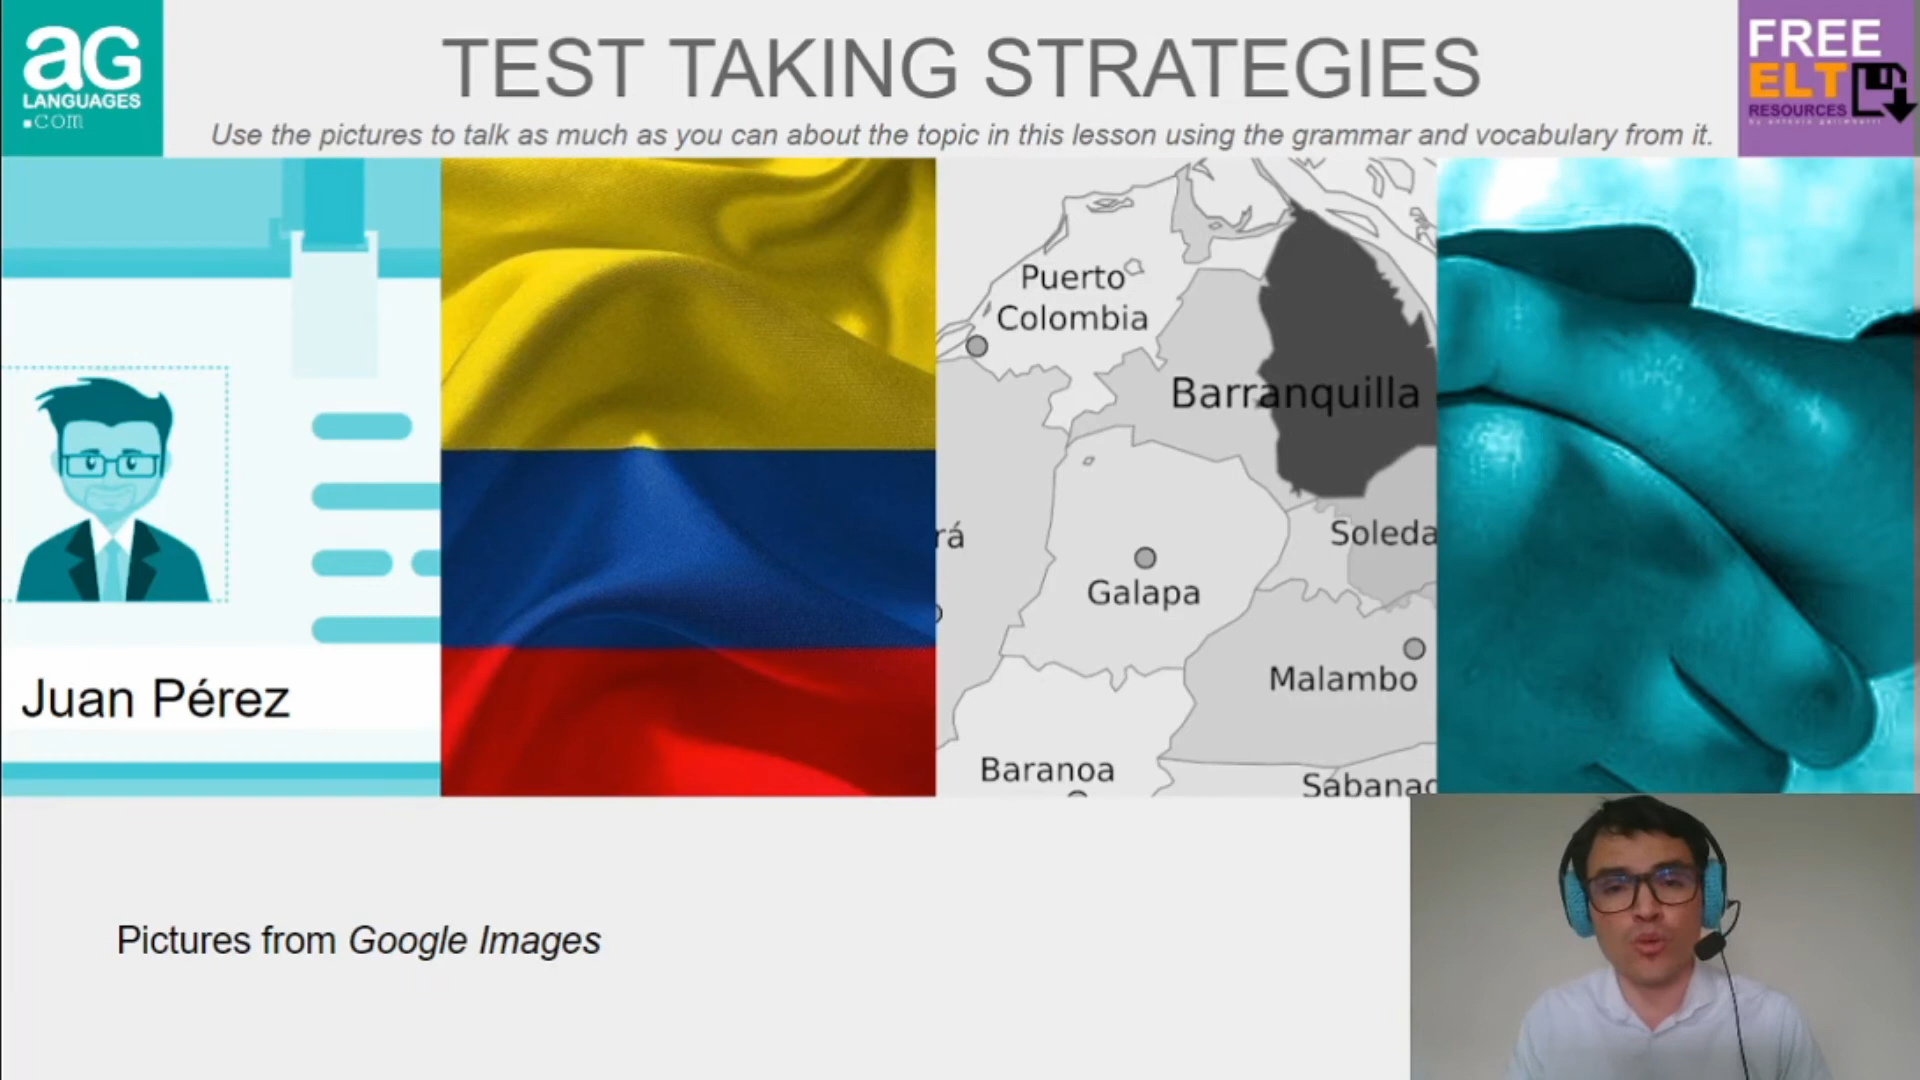 aG
LANGUAGES
.com
TEST TAKING STRATEGIES
Use the pictures to talk as much as you can about the topic in this lesson using the grammar and vocabulary from it.
FREE
ELT
RESOURCES
Juan Pérez
Puerto
Colombia
Barranquilla
rá
Soleda
Galapa
Malambo
Baranoa
Sabanac
Pictures from Google Images